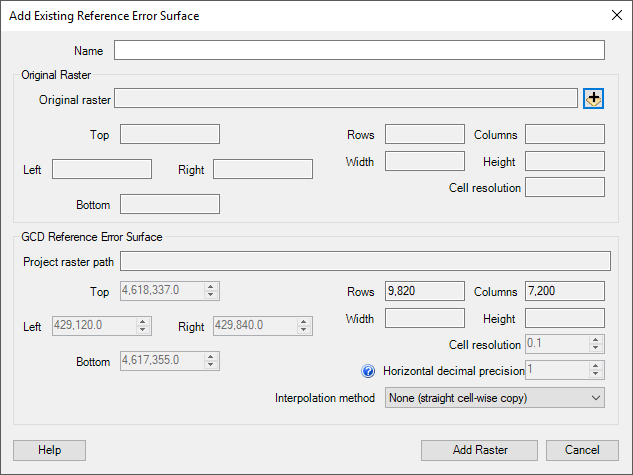 Add Existing Reference Error Surface
Name
Original Raster
Original raster
Top
Rows
Columns
Left
Right
Width
Height
Cell resolution
Bottom
GCD Reference Error Surface
Project raster path
Top 4,618,337.0
Rows 9,820 Columns 7,200
Left 429,120.0 Right 429,840.0
Width
Height
Cell resolution 0.1
Bottom 4,617,355.0
? Horizontal decimal precision 1
Interpolation method None (straight cell-wise copy)
Help
Add Raster
Cancel